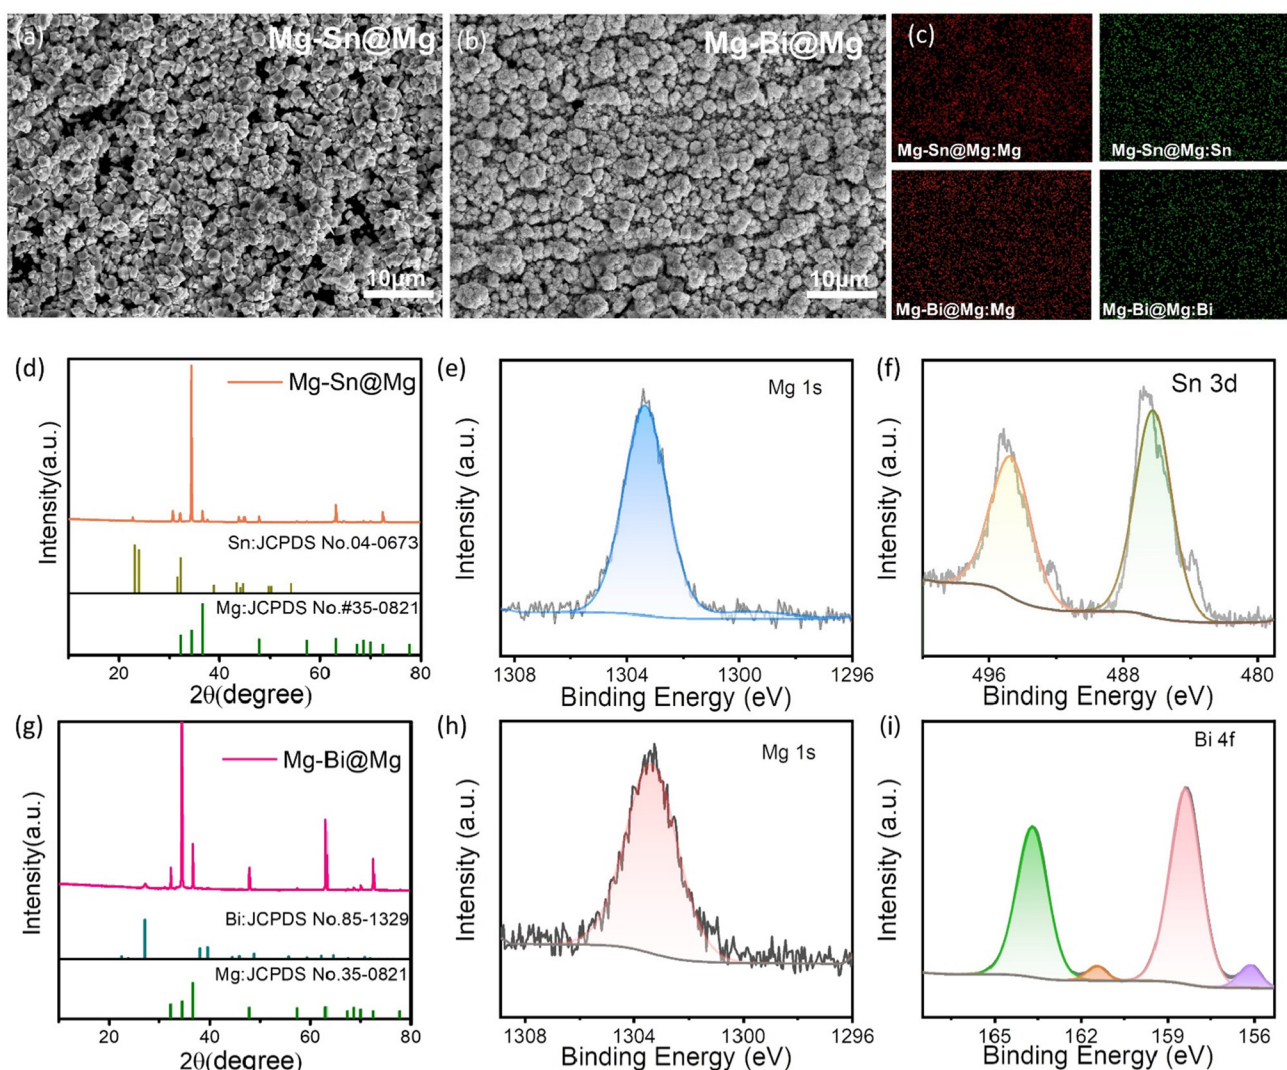 (a)
Mg-Sn@Mg
10μm
(b)
Mg-Bi@Mg
10μm
(c)
Mg-Sn@Mg:Mg
Mg-Sn@Mg:Sn
Mg-Bi@Mg:Mg
Mg-Bi@Mg:Bi
(d)
Mg-Sn@Mg
Sn:JCPDS No.04-0673
Mg:JCPDS No.#35-0821
Intensity(a.u.)
20 40 60 80
2θ(degree)
(e)
Mg 1s
Intensity (a.u.)
1308 1304 1300 1296
Binding Energy (eV)
(f)
Sn 3d
Intensity (a.u.)
496 488 480
Binding Energy (eV)
(g)
Mg-Bi@Mg
Bi:JCPDS No.85-1329
Mg:JCPDS No.35-0821
Intensity(a.u.)
20 40 60 80
2θ(degree)
(h)
Mg 1s
Intensity (a.u.)
1308 1304 1300 1296
Binding Energy (eV)
(i)
Bi 4f
Intensity (a.u.)
165 162 159 156
Binding Energy (eV)